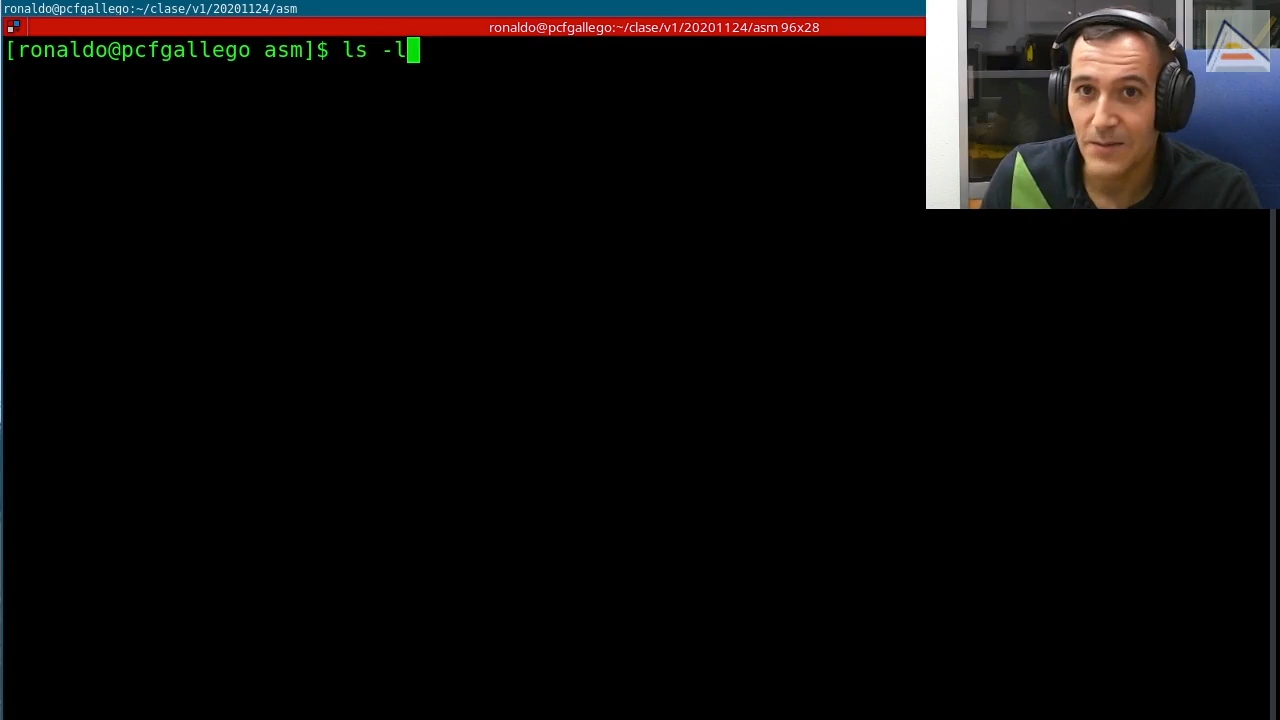 ronaldo@pcfgallego:~/clase/v1/20201124/asm
ronaldo@pcfgallego:~/clase/v1/20201124/asm 96x28
[ronaldo@pcfgallego asm]$ ls -l